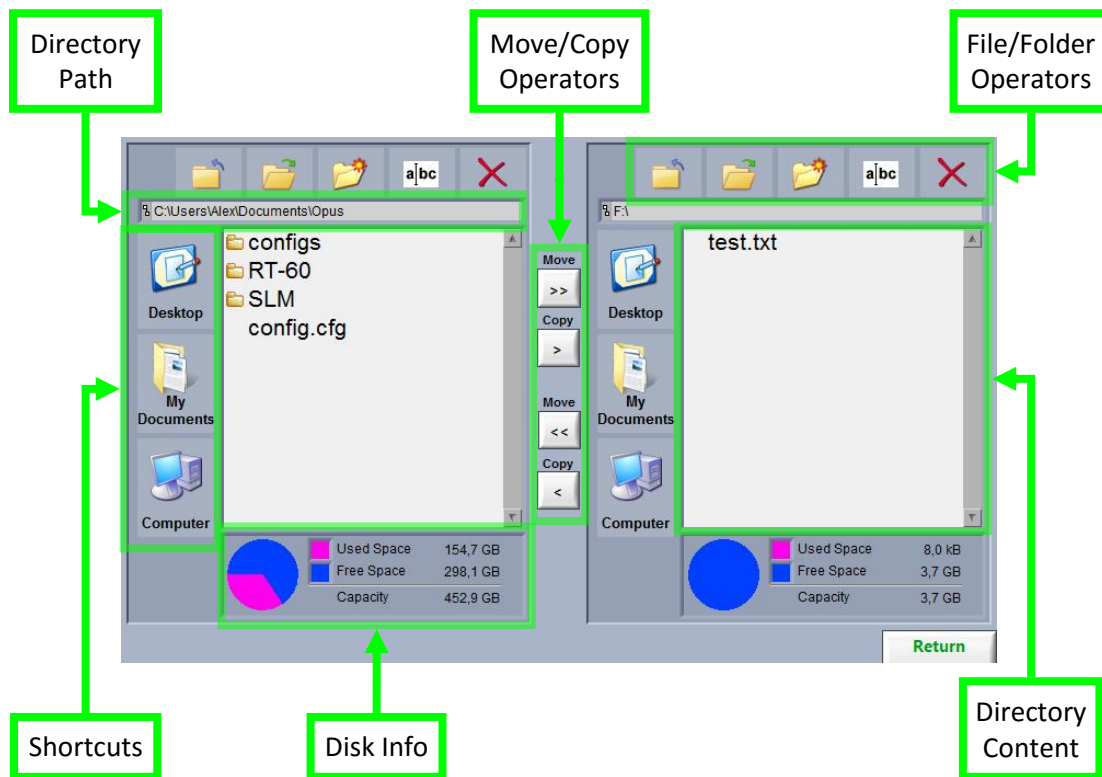 Directory
Path
Move/Copy
Operators
File/Folder
Operators
a|bc
a|bc
C:\Users\Alex\Documents\Opus
F:\
configs
RT-60
SLM
config.cfg
Desktop
My
Documents
Computer
Move
>>
Copy
>
Move
<<
Copy
<
test.txt
Desktop
My
Documents
Computer
Used Space 154,7 GB
Free Space 298,1 GB
Capacity 452,9 GB
Used Space 8,0 kB
Free Space 3,7 GB
Capacity 3,7 GB
Return
Shortcuts
Disk Info
Directory
Content